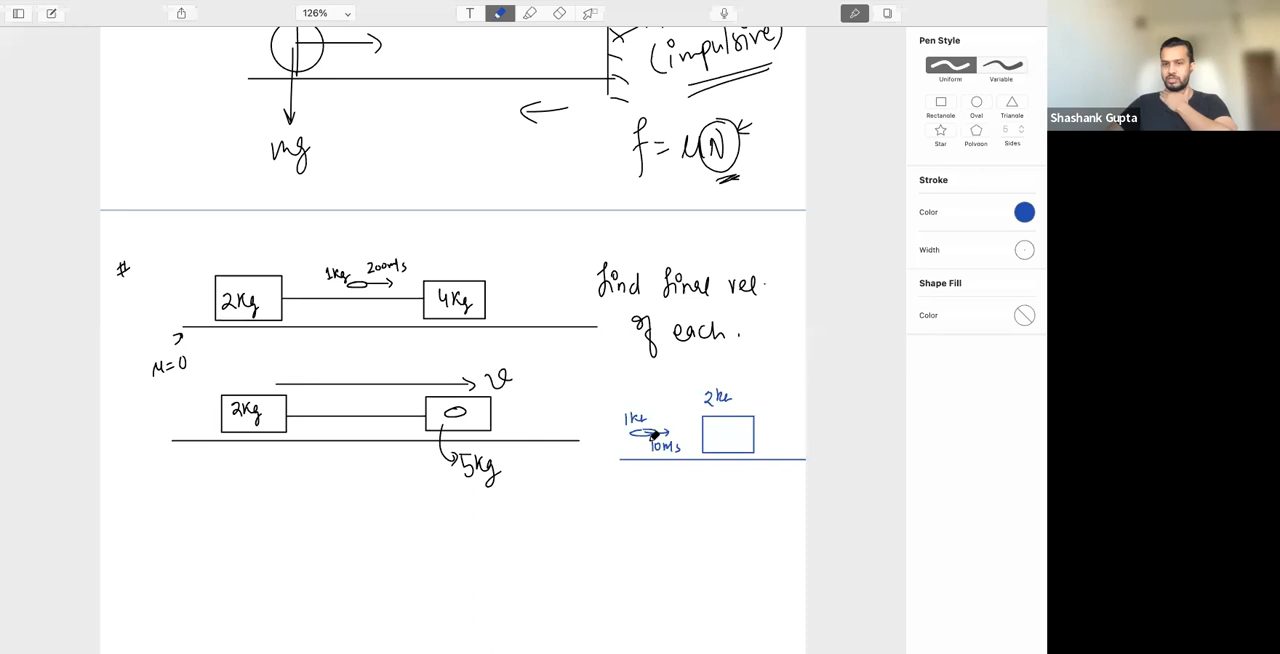 126%
T
(impulsive)
f = μN
mg
Pen Style
Uniform
Variable
Rectangle
Oval
Triangle
Star
Polygon
5
Sides
Stroke
Color
Width
Shape Fill
Color
Shashank Gupta
#
2Kg
1Kg
200m/s
4Kg
find final vel.
of each.
μ=0
2Kg
v
5Kg
1Kg
10m/s
2Kg